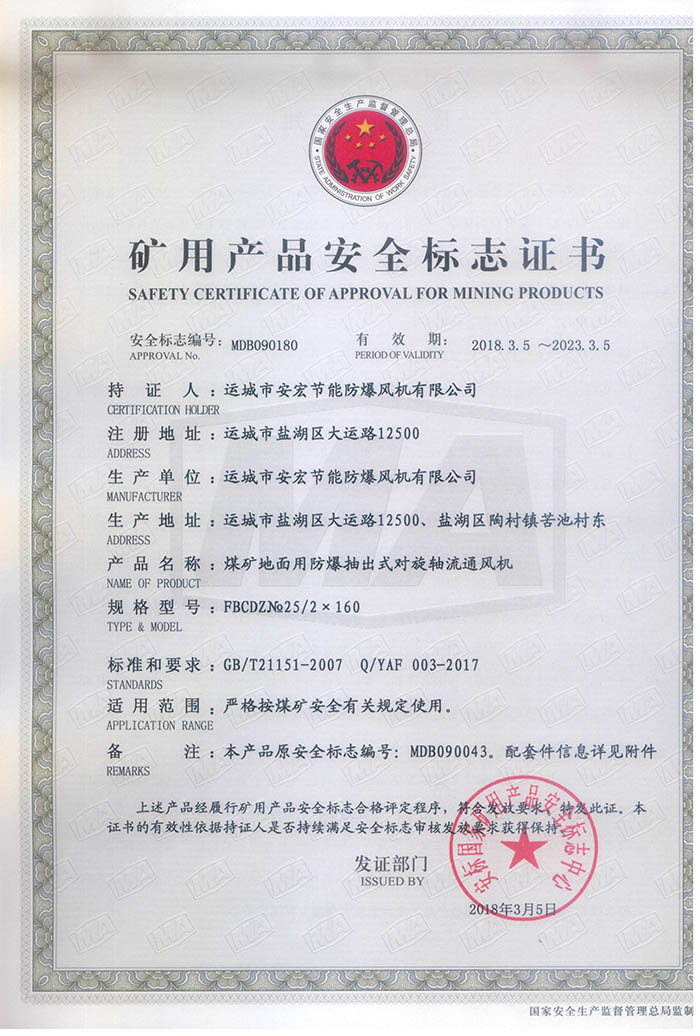 国家安全生产监督管理总局
STATE ADMINISTRATION OF WORK SAFETY
矿用产品安全标志证书
SAFETY CERTIFICATE OF APPROVAL FOR MINING PRODUCTS
安全标志编号：MDB090180 有效期：2018.3.5 ～2023.3.5
APPROVAL No. PERIOD OF VALIDITY
持证人：运城市安宏节能防爆风机有限公司
CERTIFICATION HOLDER
注册地址：运城市盐湖区大运路12500
ADDRESS
生产单位：运城市安宏节能防爆风机有限公司
MANUFACTURER
生产地址：运城市盐湖区大运路12500、盐湖区陶村镇苦池村东
ADDRESS
产品名称：煤矿地面用防爆抽出式对旋轴流通风机
NAME OF PRODUCT
规格型号：FBCDZ№25/2×160
TYPE & MODEL
标准和要求：GB/T21151-2007 Q/YAF 003-2017
STANDARDS
适用范围：严格按煤矿安全有关规定使用。
APPLICATION RANGE
备注：本产品原安全标志编号：MDB090043。配套件信息详见附件
REMARKS
上述产品经履行矿用产品安全标志合格评定程序，符合发放要求，特发此证。本
证书的有效性依据持证人是否持续满足安全标志审核发放要求获得保持。
发证部门
ISSUED BY
安标国家矿用产品安全标志中心
2018年3月5日
国家安全生产监督管理总局监制
MA